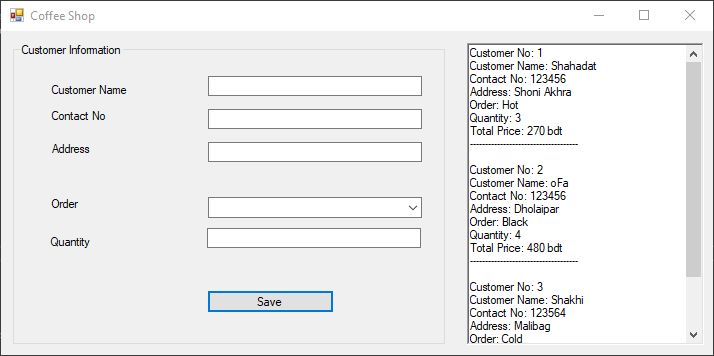 Coffee Shop
Customer Information
Customer Name
Contact No
Address
Order
Quantity
Save
Customer No: 1
Customer Name: Shahadat
Contact No: 123456
Address: Shoni Akhra
Order: Hot
Quantity: 3
Total Price: 270 bdt
------------------------------------
Customer No: 2
Customer Name: oFa
Contact No: 123456
Address: Dholaipar
Order: Black
Quantity: 4
Total Price: 480 bdt
------------------------------------
Customer No: 3
Customer Name: Shakhi
Contact No: 123564
Address: Malibag
Order: Cold